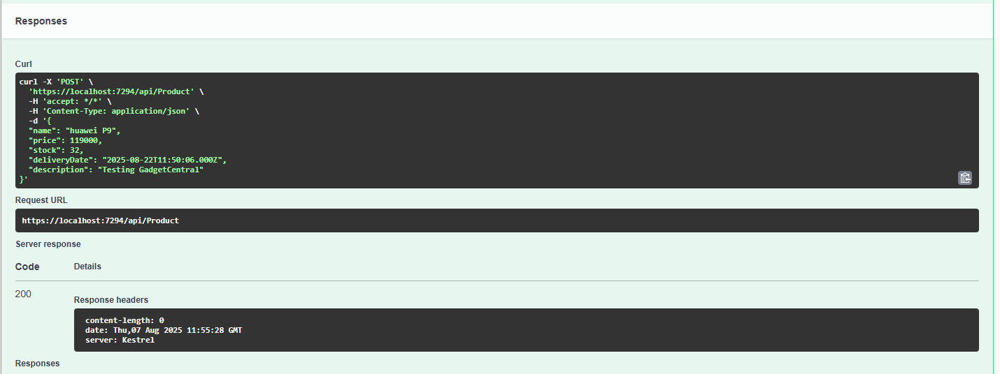 Responses
Curl
curl -X 'POST' \
  'https://localhost:7294/api/Product' \
  -H 'accept: */*' \
  -H 'Content-Type: application/json' \
  -d '{
  "name": "huawei P9",
  "price": 119000,
  "stock": 32,
  "deliveryDate": "2025-08-22T11:50:06.000Z",
  "description": "Testing GadgetCentral"
}'
Request URL
https://localhost:7294/api/Product
Server response
Code Details
200
Response headers
content-length: 0
date: Thu,07 Aug 2025 11:55:28 GMT
server: Kestrel
Responses